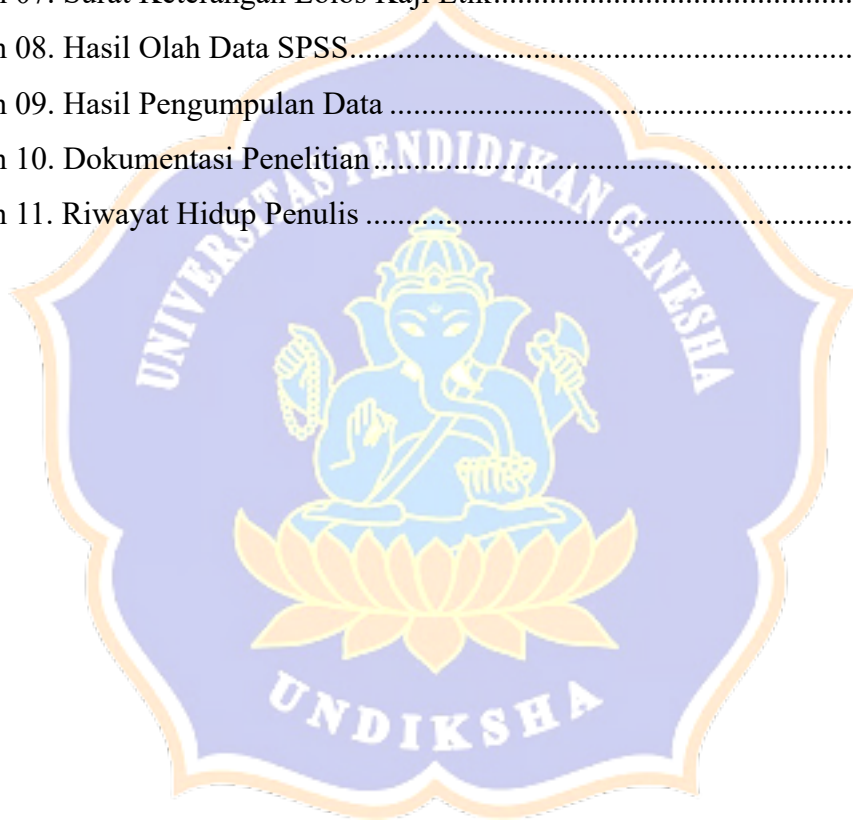 n 07. Surat Keterangan Lolos Kaji Etik........................................................
n 08. Hasil Olah Data SPSS........................................................................
n 09. Hasil Pengumpulan Data ...................................................................
n 10. Dokumentasi Penelitian.....................................................................
n 11. Riwayat Hidup Penulis ......................................................................
UNIVERSITAS PENDIDIKAN GANESHA
UNDIKSHA